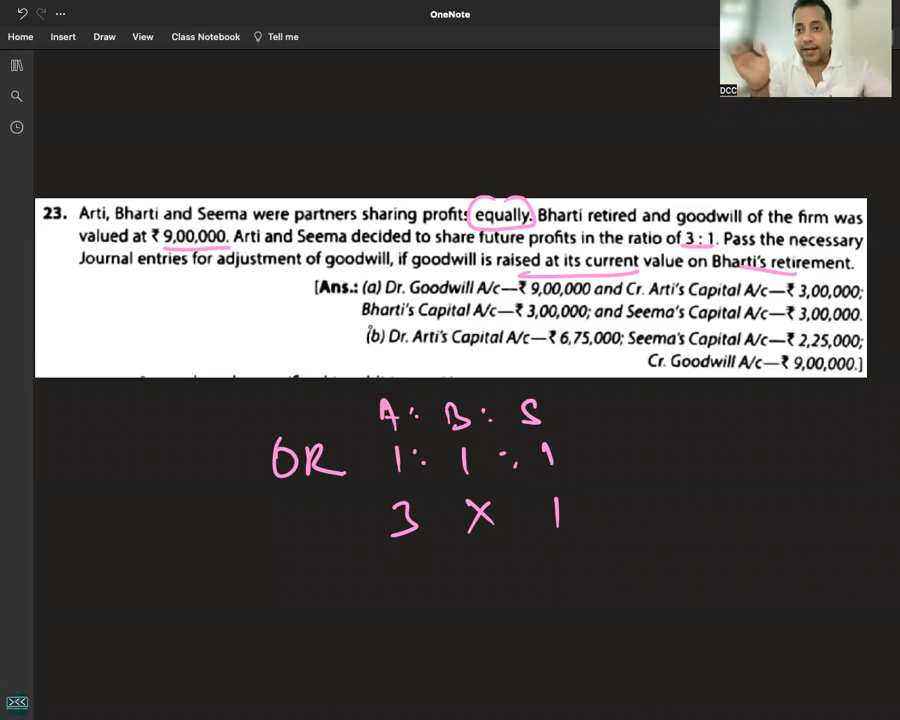 OneNote
Home Insert Draw View Class Notebook Tell me
DCC
23. Arti, Bharti and Seema were partners sharing profits equally. Bharti retired and goodwill of the firm was
valued at ₹ 9,00,000. Arti and Seema decided to share future profits in the ratio of 3 : 1. Pass the necessary
Journal entries for adjustment of goodwill, if goodwill is raised at its current value on Bharti's retirement.
[Ans.: (a) Dr. Goodwill A/c—₹ 9,00,000 and Cr. Arti's Capital A/c—₹ 3,00,000;
Bharti's Capital A/c—₹ 3,00,000; and Seema's Capital A/c—₹ 3,00,000.
(b) Dr. Arti's Capital A/c—₹ 6,75,000; Seema's Capital A/c—₹ 2,25,000;
Cr. Goodwill A/c—₹ 9,00,000.]
A : B : S
OR 1 : 1 : 1
3 X 1